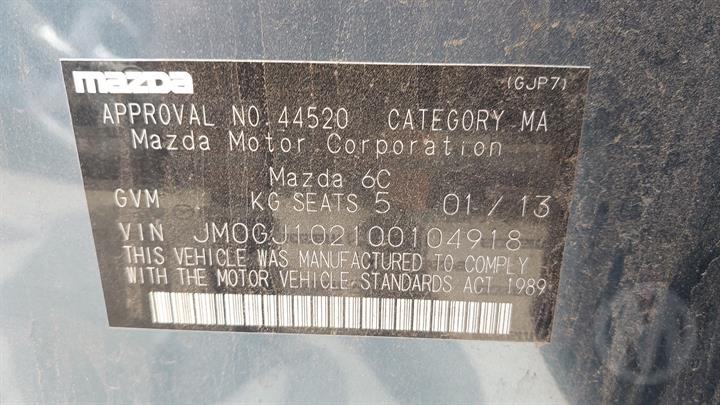 mazda (GJP7)
APPROVAL NO. 44520 CATEGORY MA
Mazda Motor Corporation
Mazda 6C
GVM KG SEATS 5 01/13
VIN JM0GJ102100104918
THIS VEHICLE WAS MANUFACTURED TO COMPLY
WITH THE MOTOR VEHICLE STANDARDS ACT 1989
M